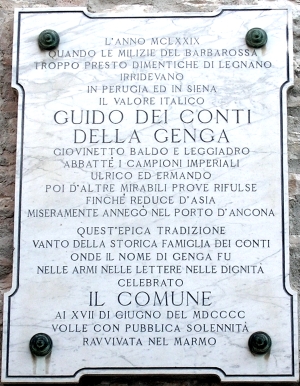 L'ANNO MCLXXIX
QUANDO LE MILIZIE DEL BARBAROSSA
TROPPO PRESTO DIMENTICHE DI LEGNANO
IRRIDEVANO
IN PERUGIA ED IN SIENA
IL VALORE ITALICO
GUIDO DEI CONTI
DELLA GENGA
GIOVINETTO BALDO E LEGGIADRO
ABBATTÈ I CAMPIONI IMPERIALI
ULRICO ED ERMANDO
POI D'ALTRE MIRABILI PROVE RIFULSE
FINCHÈ REDUCE D'ASIA
MISERAMENTE ANNEGÒ NEL PORTO D'ANCONA
QUEST'EPICA TRADIZIONE
VANTO DELLA STORICA FAMIGLIA DEI CONTI
ONDE IL NOME DI GENGA FU
NELLE ARMI NELLE LETTERE NELLE DIGNITÀ
CELEBRATO
IL COMUNE
AI XVII DI GIUGNO DEL MDCCCC
VOLLE CON PUBBLICA SOLENNITÀ
RAVVIVATA NEL MARMO